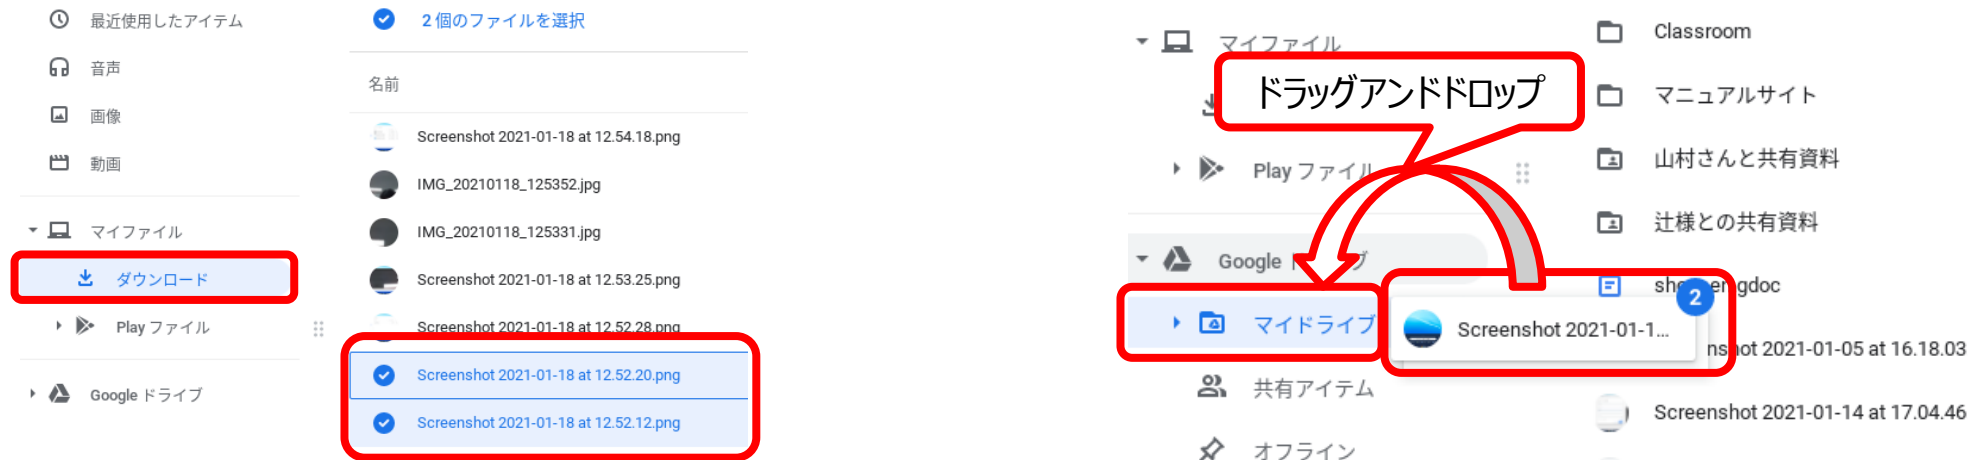 最近使用したアイテム
音声
画像
動画
マイファイル
ダウンロード
Play ファイル
Google ドライブ
2 個のファイルを選択
名前
Screenshot 2021-01-18 at 12.54.18.png
IMG_20210118_125352.jpg
IMG_20210118_125331.jpg
Screenshot 2021-01-18 at 12.53.25.png
Screenshot 2021-01-18 at 12.52.28.png
Screenshot 2021-01-18 at 12.52.20.png
Screenshot 2021-01-18 at 12.52.12.png
マイファイル
ドラッグアンドドロップ
Play ファイル
Google
マイドライブ
共有アイテム
オフライン
Screenshot 2021-01-1...
2
Classroom
マニュアルサイト
山村さんと共有資料
辻様との共有資料
gdoc
2021-01-05 at 16.18.03
Screenshot 2021-01-14 at 17.04.46